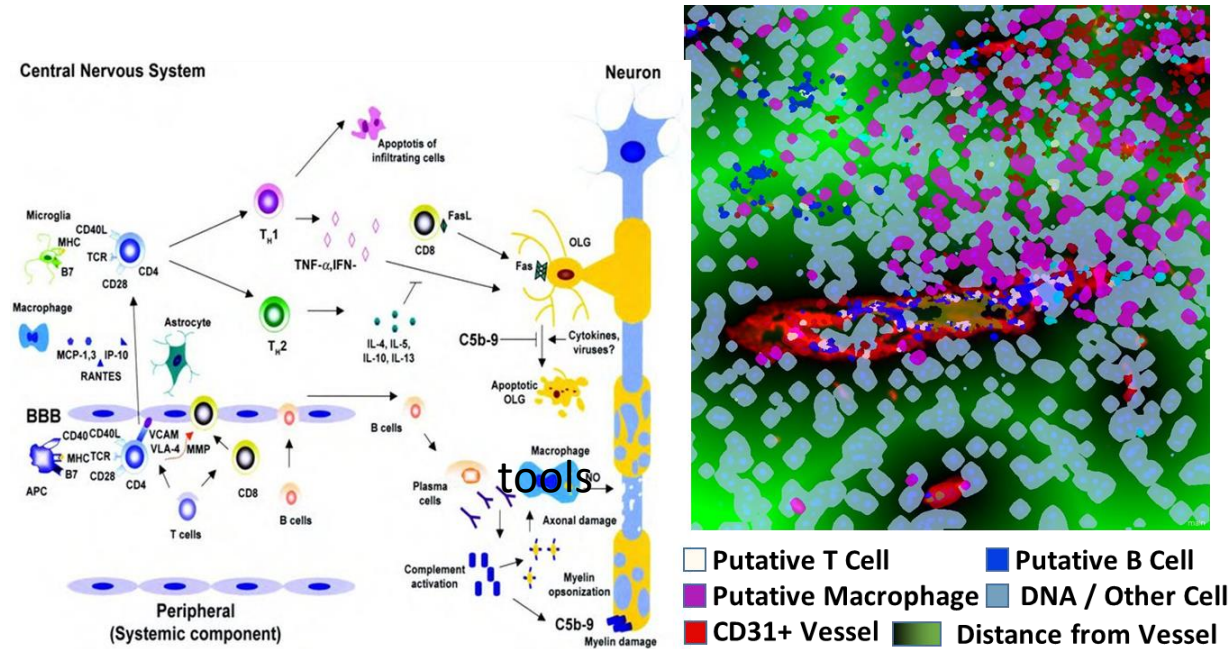 Central Nervous System
Neuron
Apoptosis of
infiltrating cells
Microglia
MHC
B7
CD40L
TCR
CD28
CD4
TH1
TNF-α,IFN-
CD8
FasL
OLG
Fas
Macrophage
MCP-1,3
IP-10
RANTES
Astrocyte
TH2
IL-4, IL-5,
IL-10, IL-13
C5b-9
Cytokines,
viruses?
Apoptotic
OLG
BBB
CD40
CD40L
MHC
TCR
B7
CD28
APC
CD4
VCAM
VLA-4
MMP
CD8
T cells
B cells
B cells
Plasma
cells
tools
Macrophage
NO
Axonal damage
Complement
activation
Myelin
opsonization
C5b-9
Myelin damage
Peripheral
(Systemic component)
Putative T Cell
Putative B Cell
Putative Macrophage
DNA / Other Cell
CD31+ Vessel
Distance from Vessel